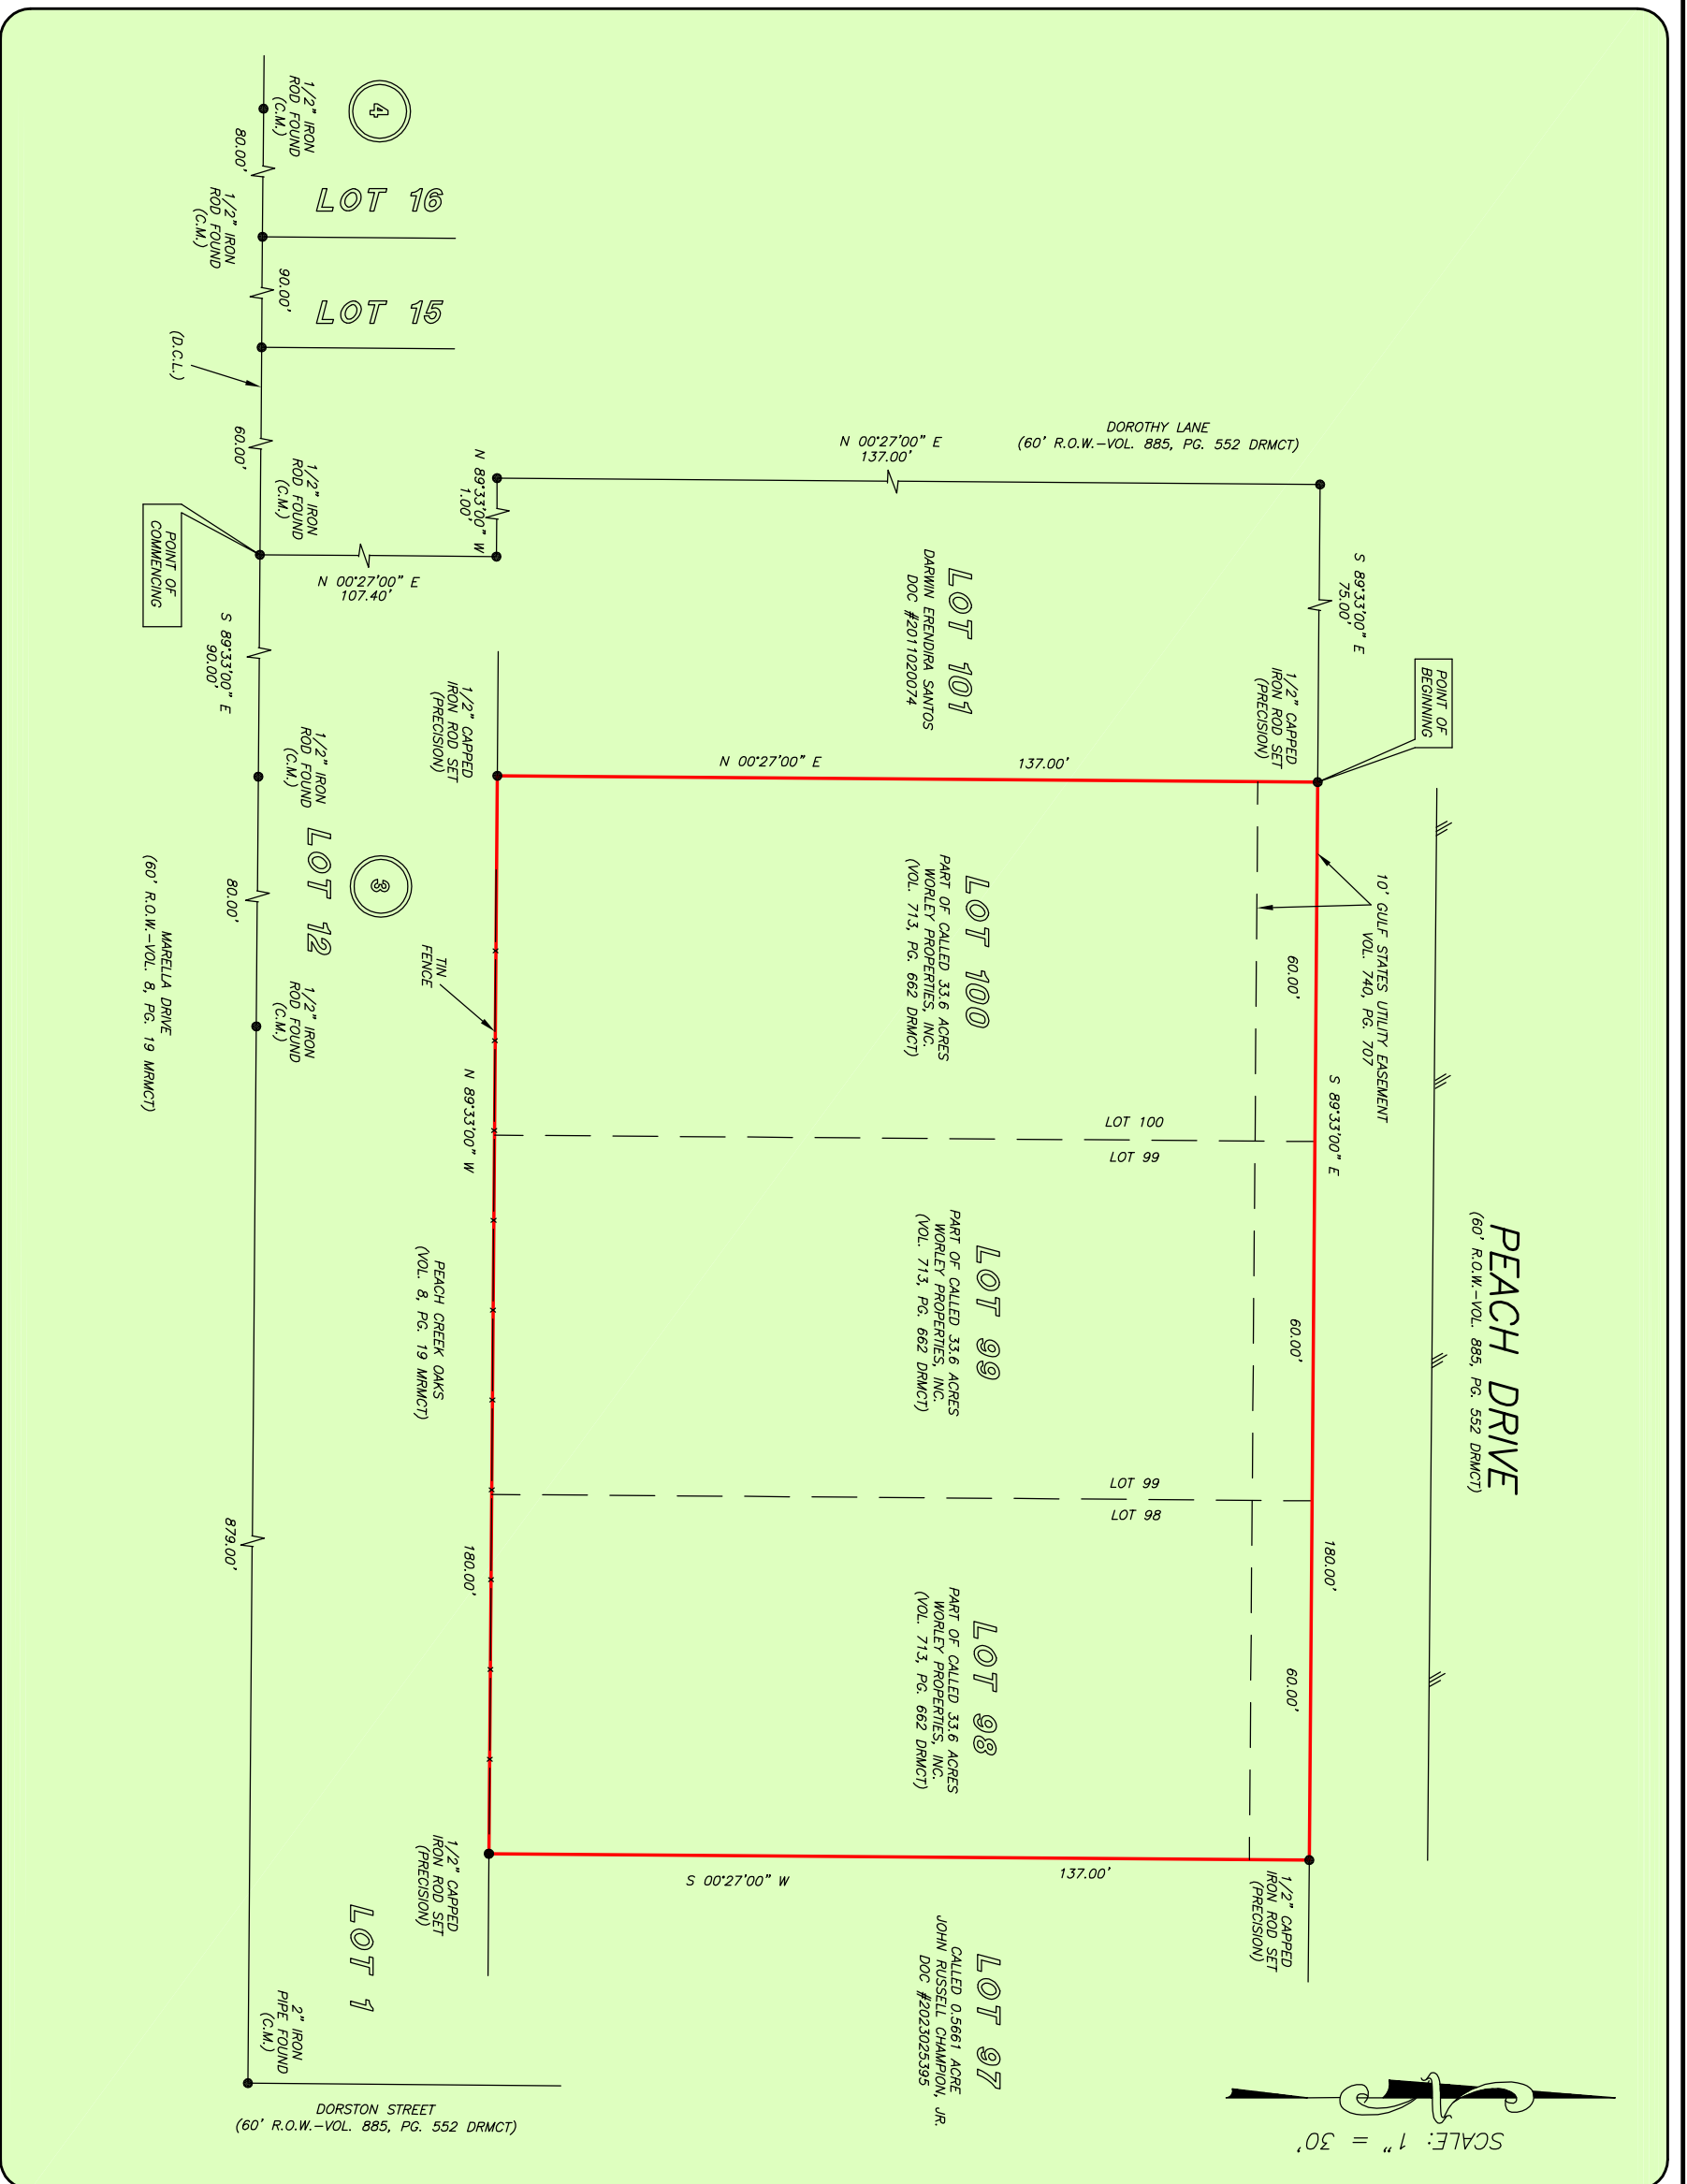 PEACH DRIVE
(60' R.O.W.-VOL. 885, PG. 552 DRMCT)
SCALE: 1" = 30'
POINT OF
BEGINNING
10' GULF STATES UTILITY EASEMENT
VOL. 740, PG. 707
S 89°33'00" E
75.00'
S 89°33'00" E
180.00'
60.00'
60.00'
60.00'
1/2" CAPPED
IRON ROD SET
(PRECISION)
1/2" CAPPED
IRON ROD SET
(PRECISION)
DOROTHY LANE
(60' R.O.W.-VOL. 885, PG. 552 DRMCT)
N 00°27'00" E
137.00'
LOT 101
DARWIN ERENDIRA SANTOS
DOC #2011020074
N 00°27'00" E
137.00'
LOT 100
PART OF CALLED 33.6 ACRES
WORLEY PROPERTIES, INC.
(VOL. 713, PG. 662 DRMCT)
LOT 100
LOT 99
LOT 99
PART OF CALLED 33.6 ACRES
WORLEY PROPERTIES, INC.
(VOL. 713, PG. 662 DRMCT)
LOT 99
LOT 98
LOT 98
PART OF CALLED 33.6 ACRES
WORLEY PROPERTIES, INC.
(VOL. 713, PG. 662 DRMCT)
S 00°27'00" W
137.00'
LOT 97
CALLED 0.5661 ACRE
JOHN RUSSELL CHAMPION, JR.
DOC #2023025395
N 89°33'00" W
1.00'
1/2" CAPPED
IRON ROD SET
(PRECISION)
N 89°33'00" W
180.00'
1/2" CAPPED
IRON ROD SET
(PRECISION)
TIN
FENCE
PEACH CREEK OAKS
(VOL. 8, PG. 19 MRMCT)
N 00°27'00" E
107.40'
4
LOT 16
LOT 15
3
LOT 12
LOT 1
1/2" IRON
ROD FOUND
(C.M.)
80.00'
1/2" IRON
ROD FOUND
(C.M.)
90.00'
(D.C.L.)
60.00'
1/2" IRON
ROD FOUND
(C.M.)
POINT OF
COMMENCING
S 89°33'00" E
90.00'
1/2" IRON
ROD FOUND
(C.M.)
80.00'
1/2" IRON
ROD FOUND
(C.M.)
879.00'
2" IRON
PIPE FOUND
(C.M.)
MARELLA DRIVE
(60' R.O.W.-VOL. 8, PG. 19 MRMCT)
DORSTON STREET
(60' R.O.W.-VOL. 885, PG. 552 DRMCT)